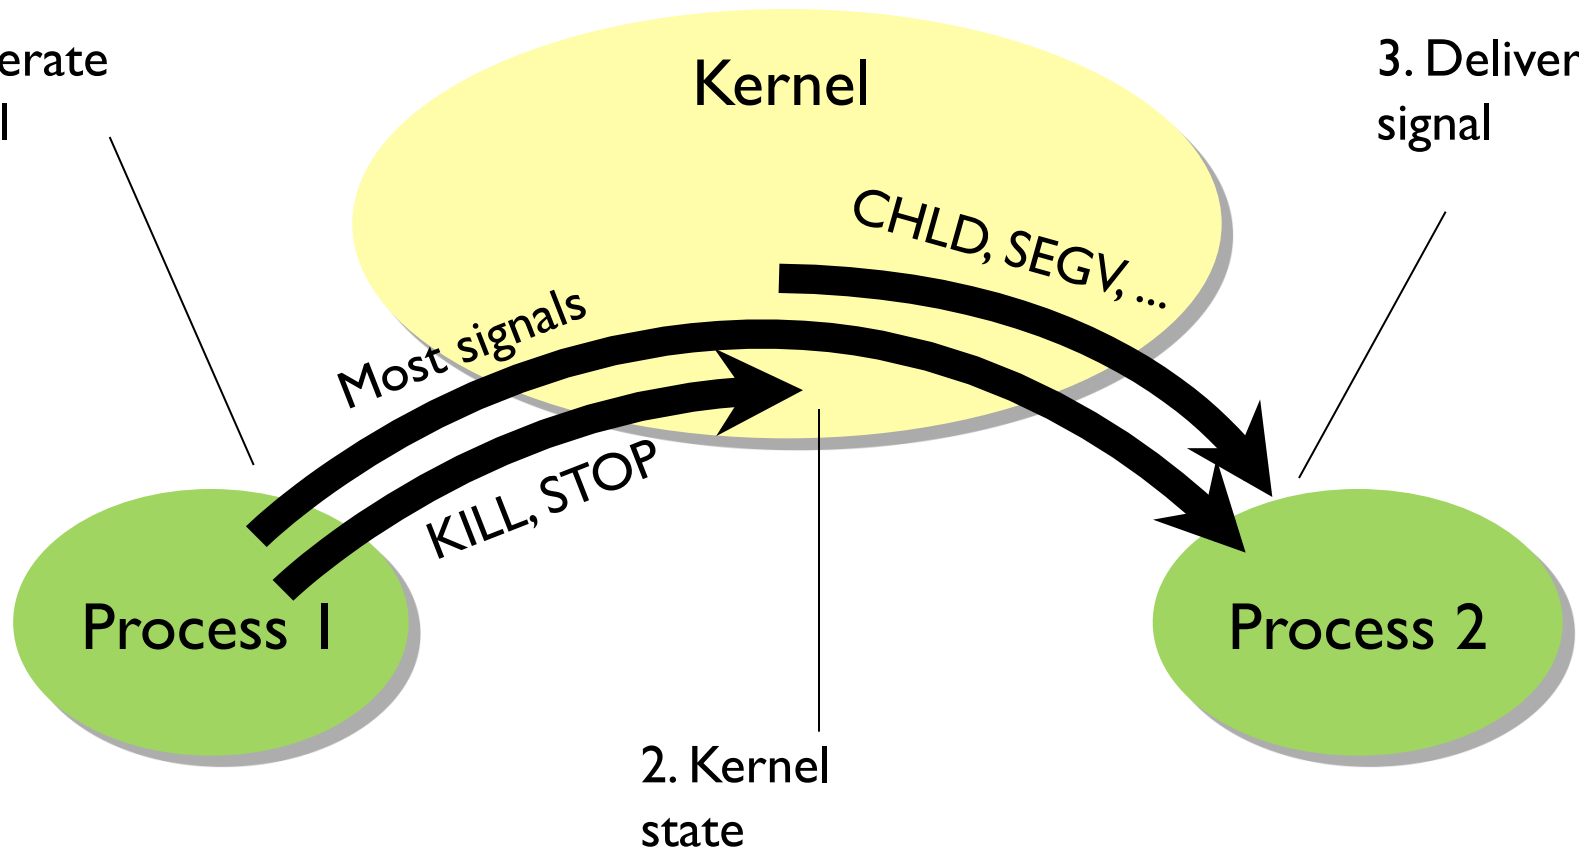 erate
l
Kernel
3. Deliver
signal
CHLD, SEGV, ...
Most signals
KILL, STOP
Process 1
Process 2
2. Kernel
state